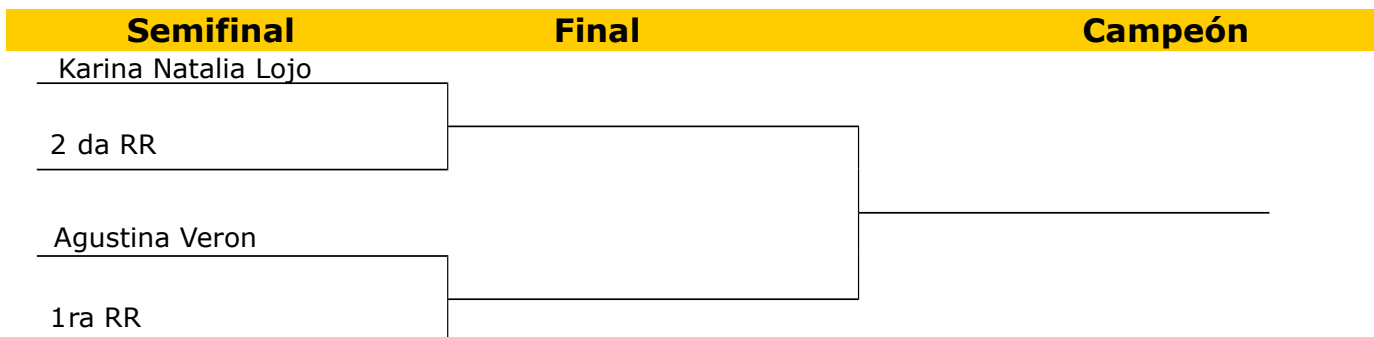 Semifinal Final Campeón
Karina Natalia Lojo
2 da RR
Agustina Veron
1ra RR